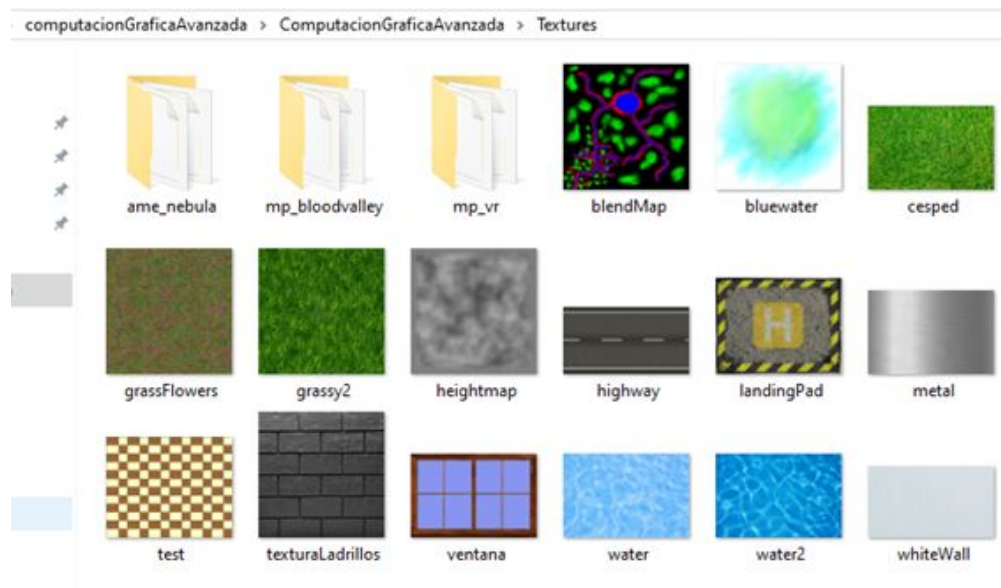 computacionGraficaAvanzada > ComputacionGraficaAvanzada > Textures
ame_nebula mp_bloodvalley mp_vr blendMap bluewater cesped
H
grassFlowers grassy2 heightmap highway landingPad metal
test texturaLadrillos ventana water water2 whiteWall